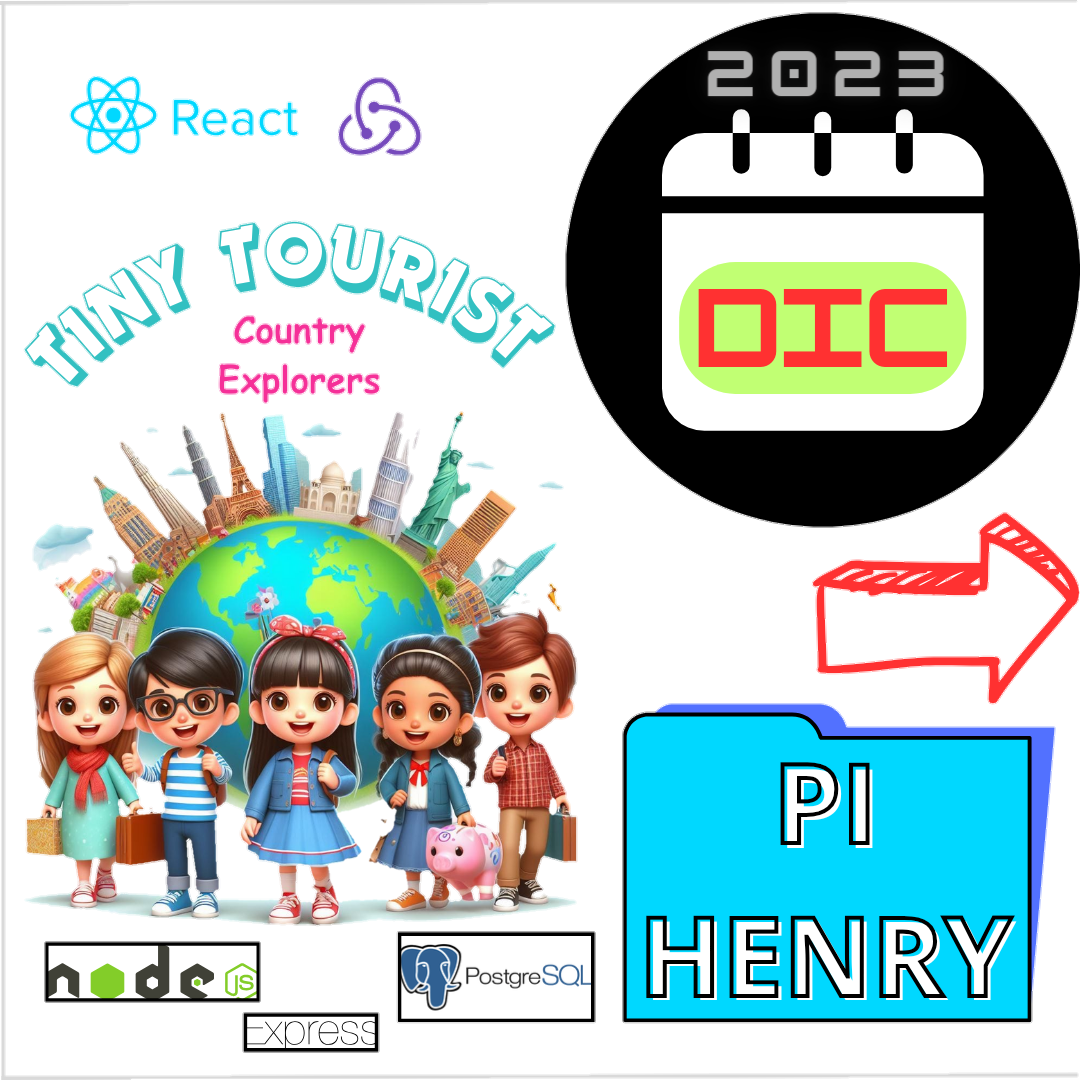 React
2023
DIC
TINY TOURIST
Country
Explorers
PI
HENRY
node
JS
PostgreSQL
Express